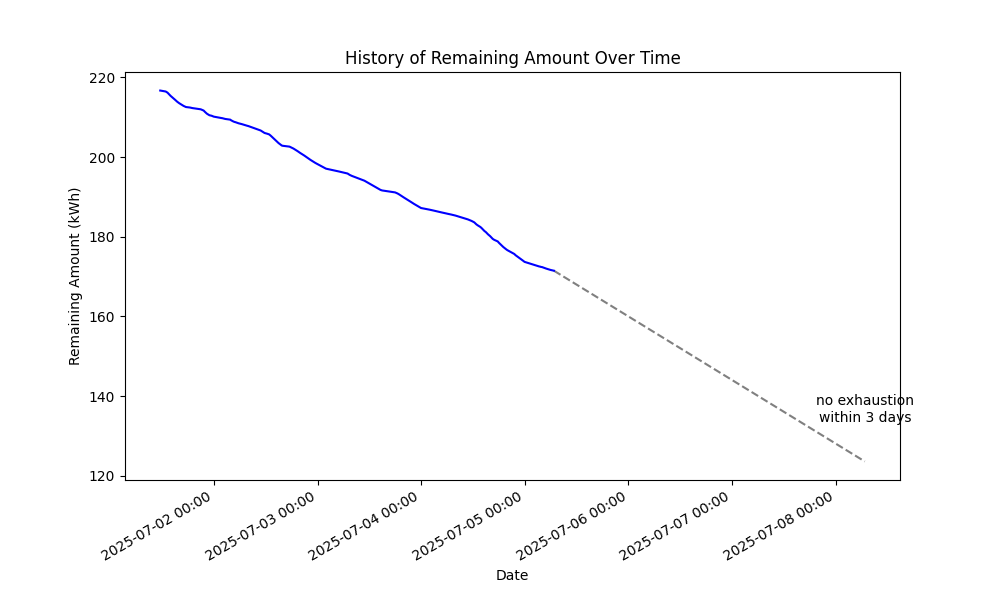 History of Remaining Amount Over Time
Remaining Amount (kWh)
220
200
180
160
140
120
no exhaustion
within 3 days
2025-07-02 00:00
2025-07-03 00:00
2025-07-04 00:00
2025-07-05 00:00
2025-07-06 00:00
2025-07-07 00:00
2025-07-08 00:00
Date